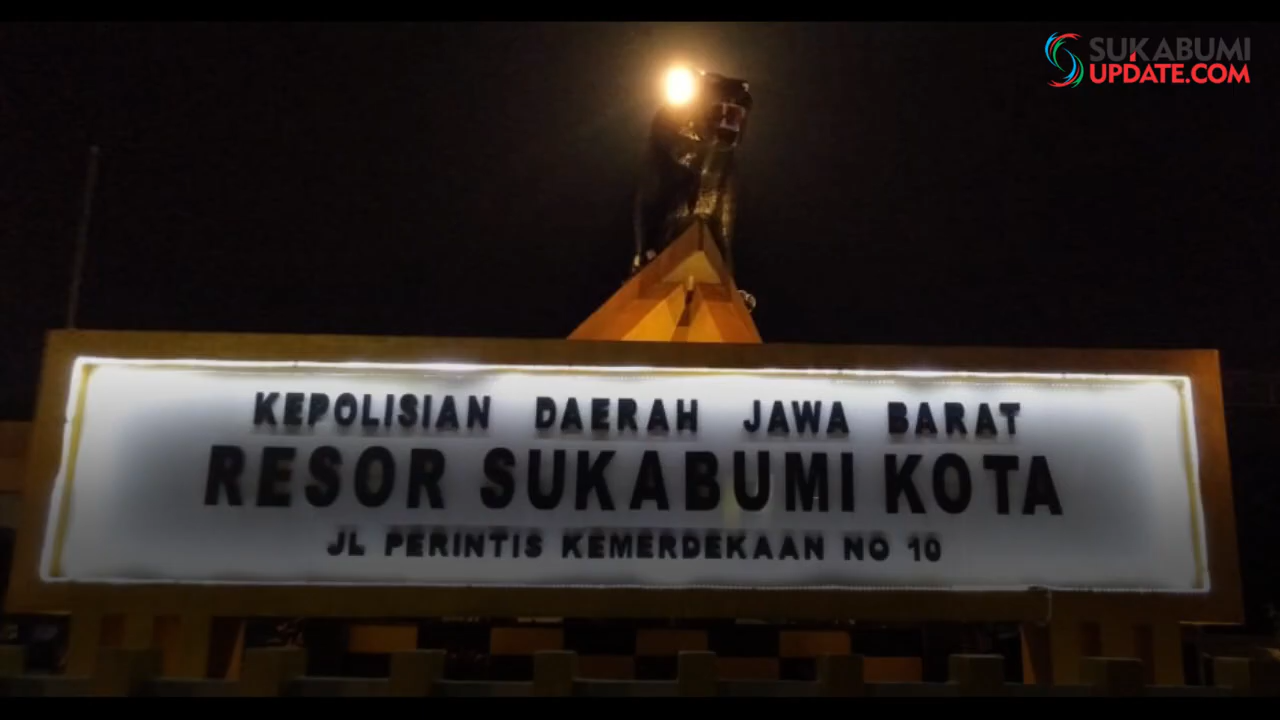 SUKABUMI
UPDATE.COM
KEPOLISIAN DAERAH JAWA BARAT
RESOR SUKABUMI KOTA
JL PERINTIS KEMERDEKAAN NO 10